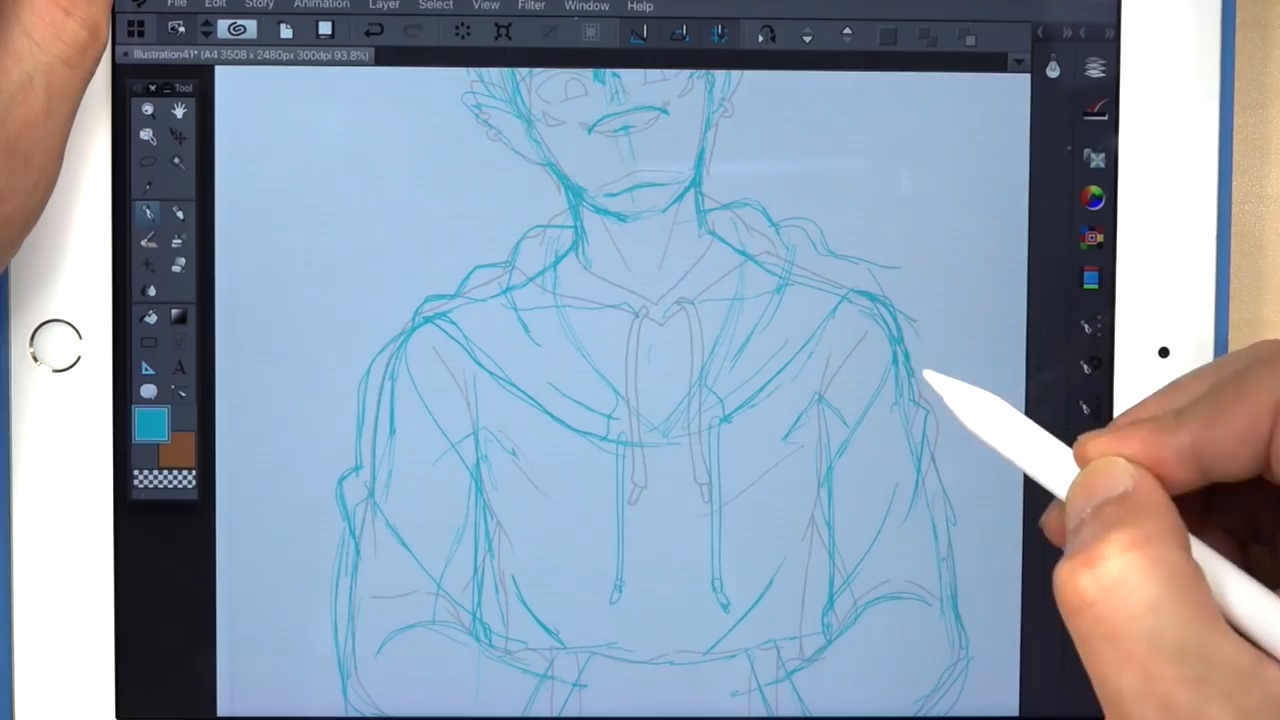 File Edit Story Animation Layer Select View Filter Window Help
Illustration41* (A4 3508 x 2480px 300dpi 93.8%)
Tool
A